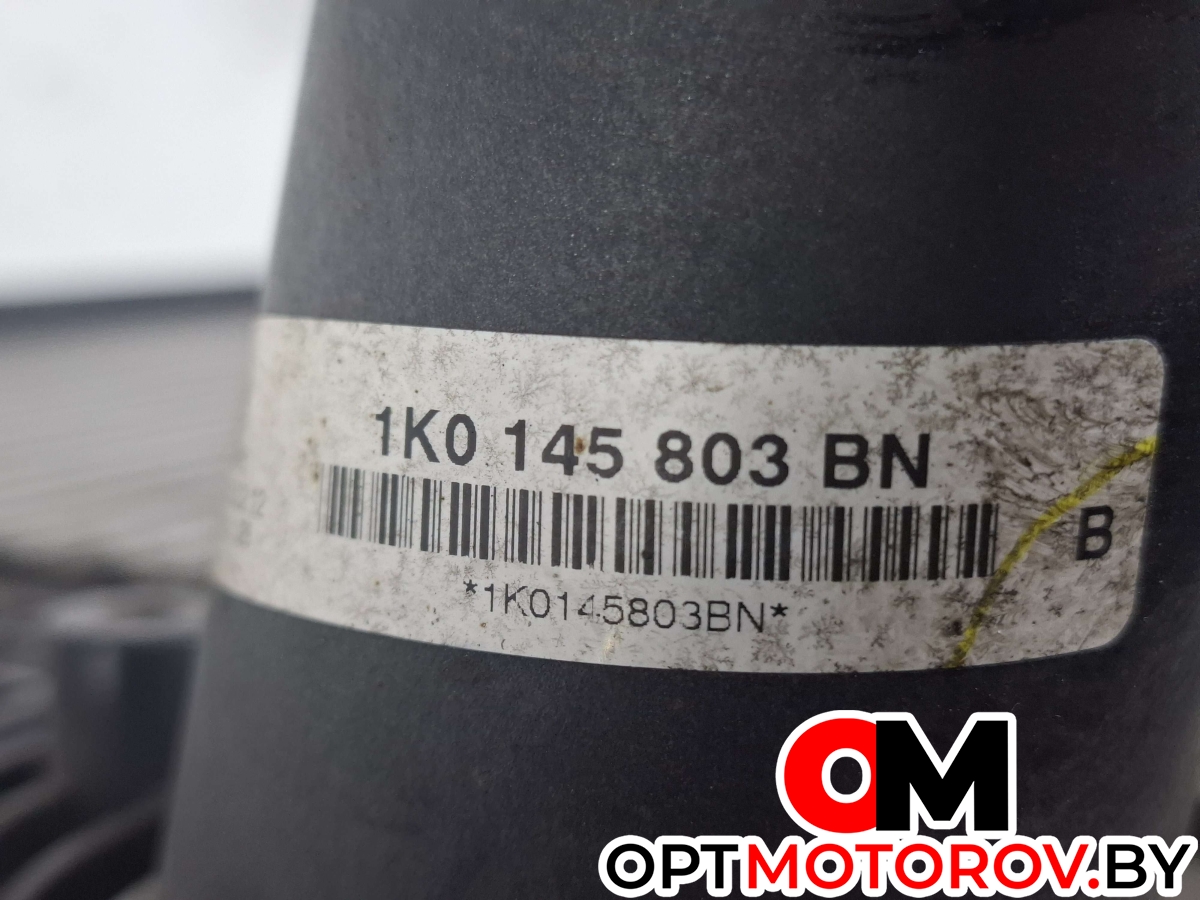 1K0 145 803 BN
B
*1K0145803BN*
OM
OPTMOTOROV.BY